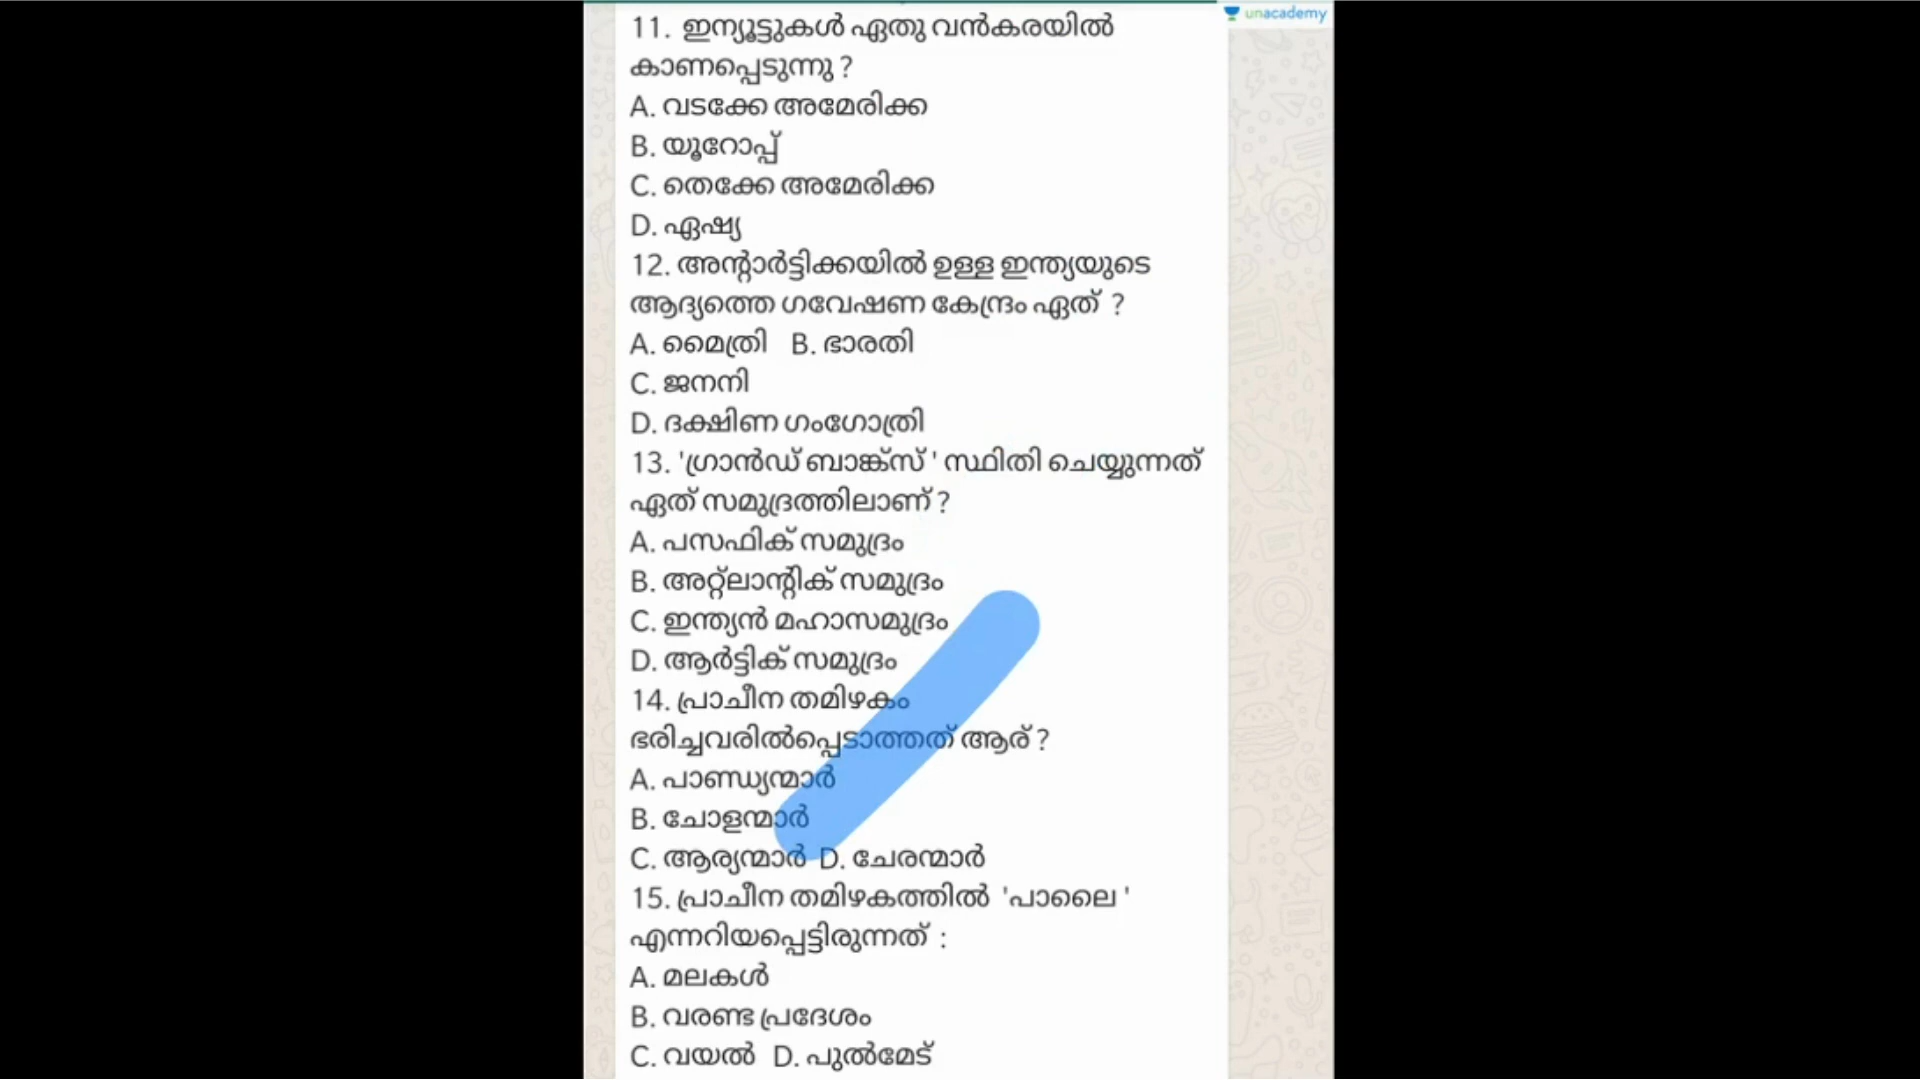 unacademy
11. ഇന്യൂട്ടുകൾ ഏതു വൻകരയിൽ
കാണപ്പെടുന്നു ?
A. വടക്കേ അമേരിക്ക
B. യൂറോപ്പ്
C. തെക്കേ അമേരിക്ക
D. ഏഷ്യ
12. അന്റാർട്ടിക്കയിൽ ഉള്ള ഇന്ത്യയുടെ
ആദ്യത്തെ ഗവേഷണ കേന്ദ്രം ഏത് ?
A. മൈത്രി B. ഭാരതി
C. ജനനി
D. ദക്ഷിണ ഗംഗോത്രി
13. 'ഗ്രാൻഡ് ബാങ്ക്സ് ' സ്ഥിതി ചെയ്യുന്നത്
ഏത് സമുദ്രത്തിലാണ് ?
A. പസഫിക് സമുദ്രം
B. അറ്റ്ലാന്റിക് സമുദ്രം
C. ഇന്ത്യൻ മഹാസമുദ്രം
D. ആർട്ടിക് സമുദ്രം
14. പ്രാചീന തമിഴകം
ഭരിച്ചവരിൽപ്പെടാത്തത് ആര് ?
A. പാണ്ഡ്യന്മാർ
B. ചോളന്മാർ
C. ആര്യന്മാർ D. ചേരന്മാർ
15. പ്രാചീന തമിഴകത്തിൽ 'പാലൈ '
എന്നറിയപ്പെട്ടിരുന്നത് :
A. മലകൾ
B. വരണ്ട പ്രദേശം
C. വയൽ D. പുൽമേട്